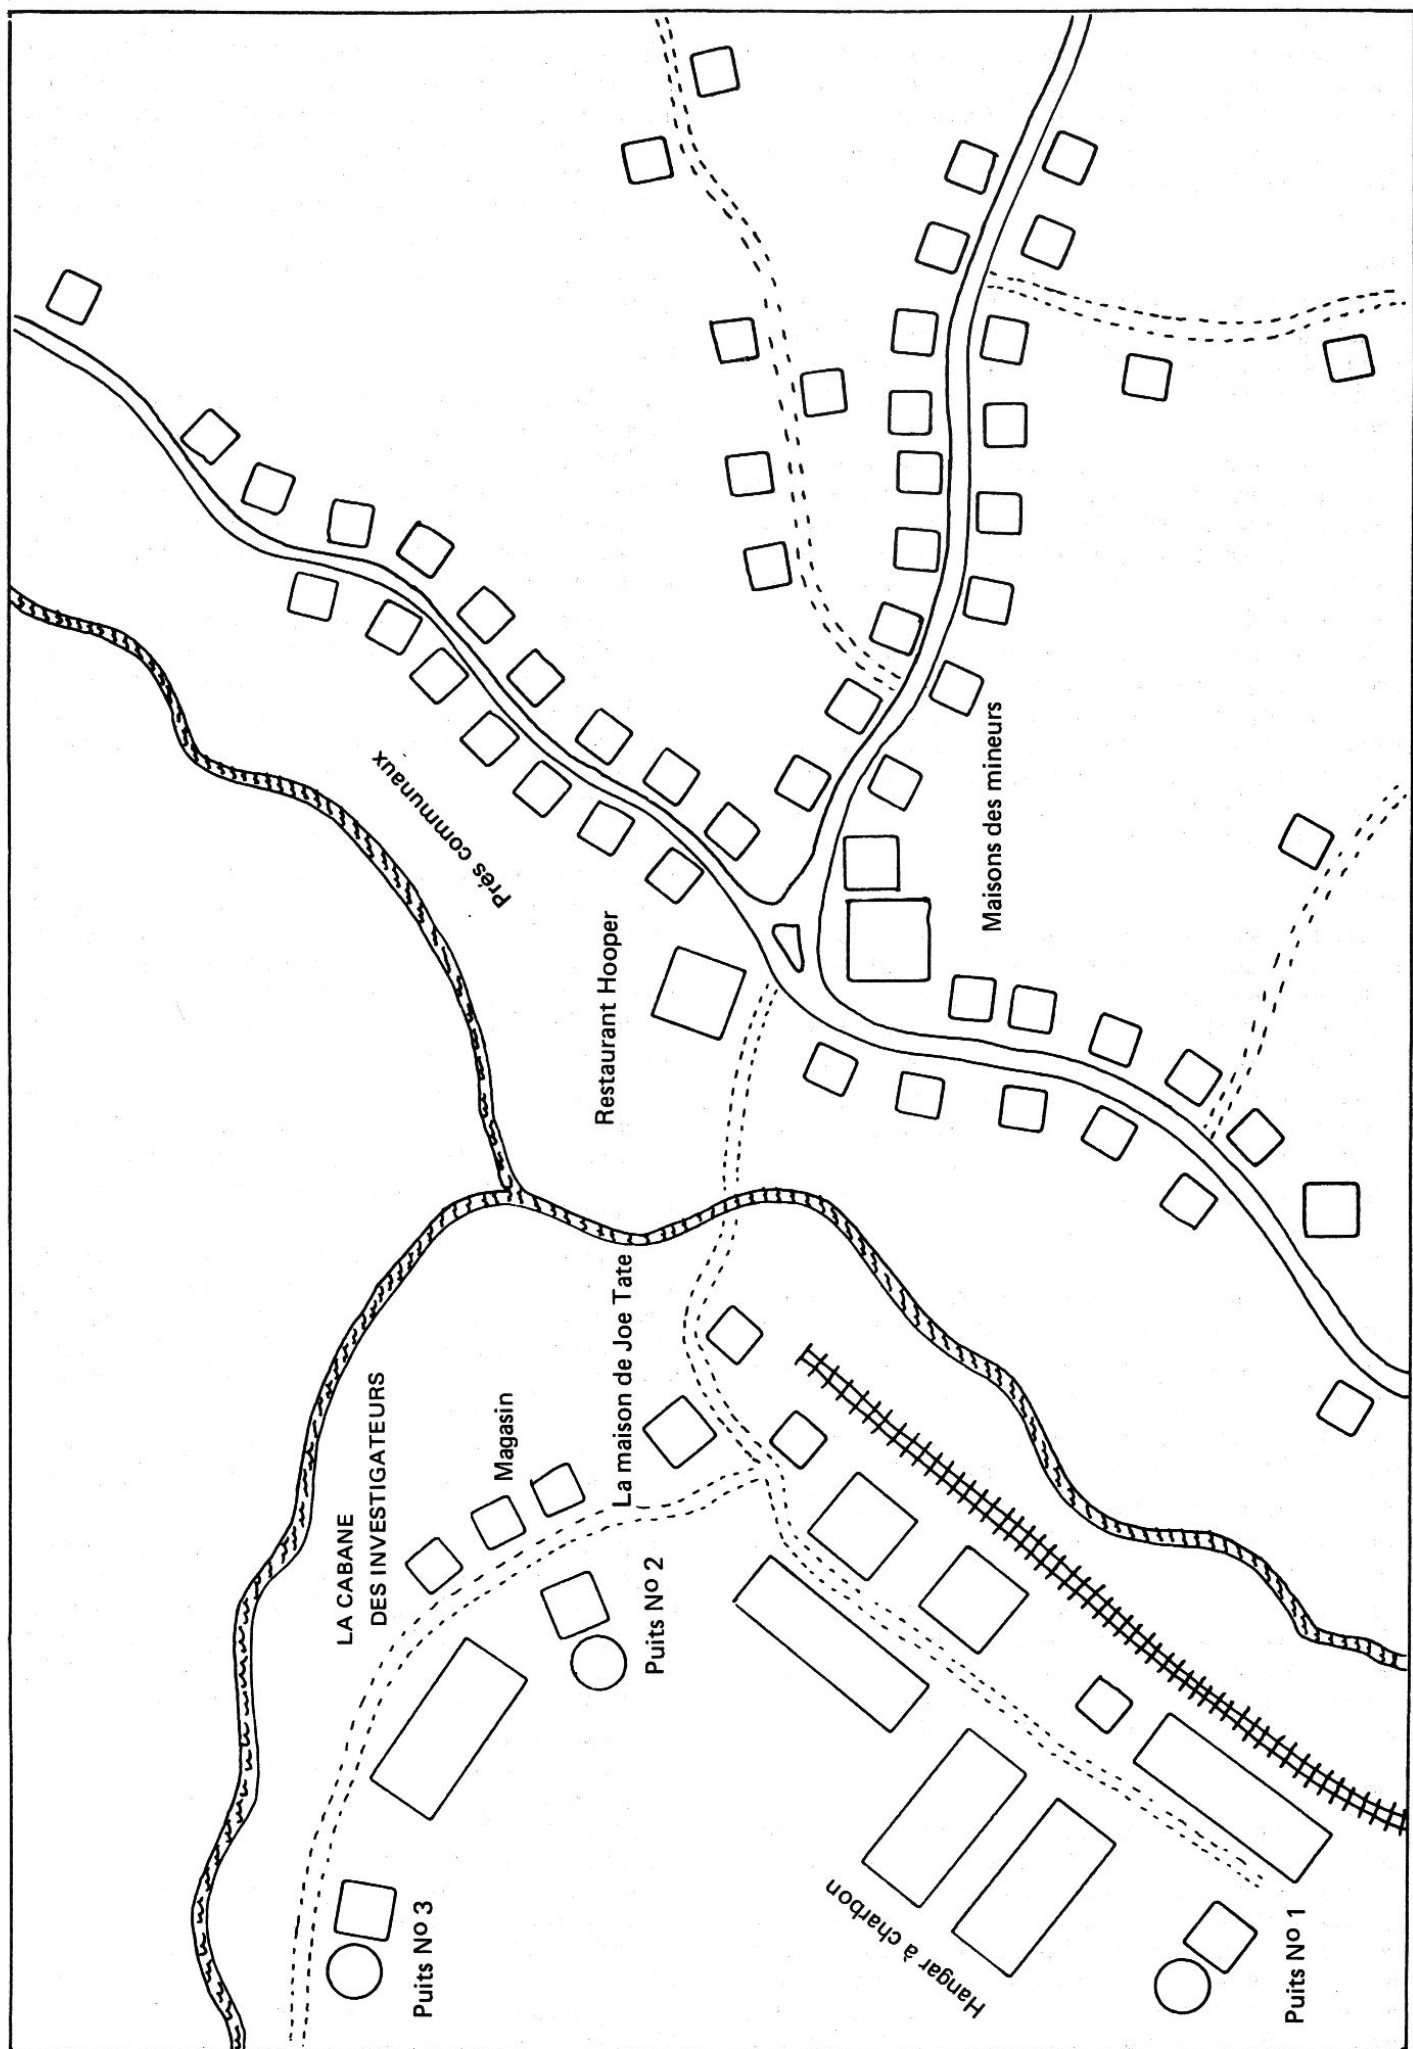 LA CABANE
DES INVESTIGATEURS
Puits Nº 3
Prés communaux
Magasin
Restaurant Hooper
La maison de Joe Tate
Puits Nº 2
Hangar à charbon
Maisons des mineurs
Puits Nº 1